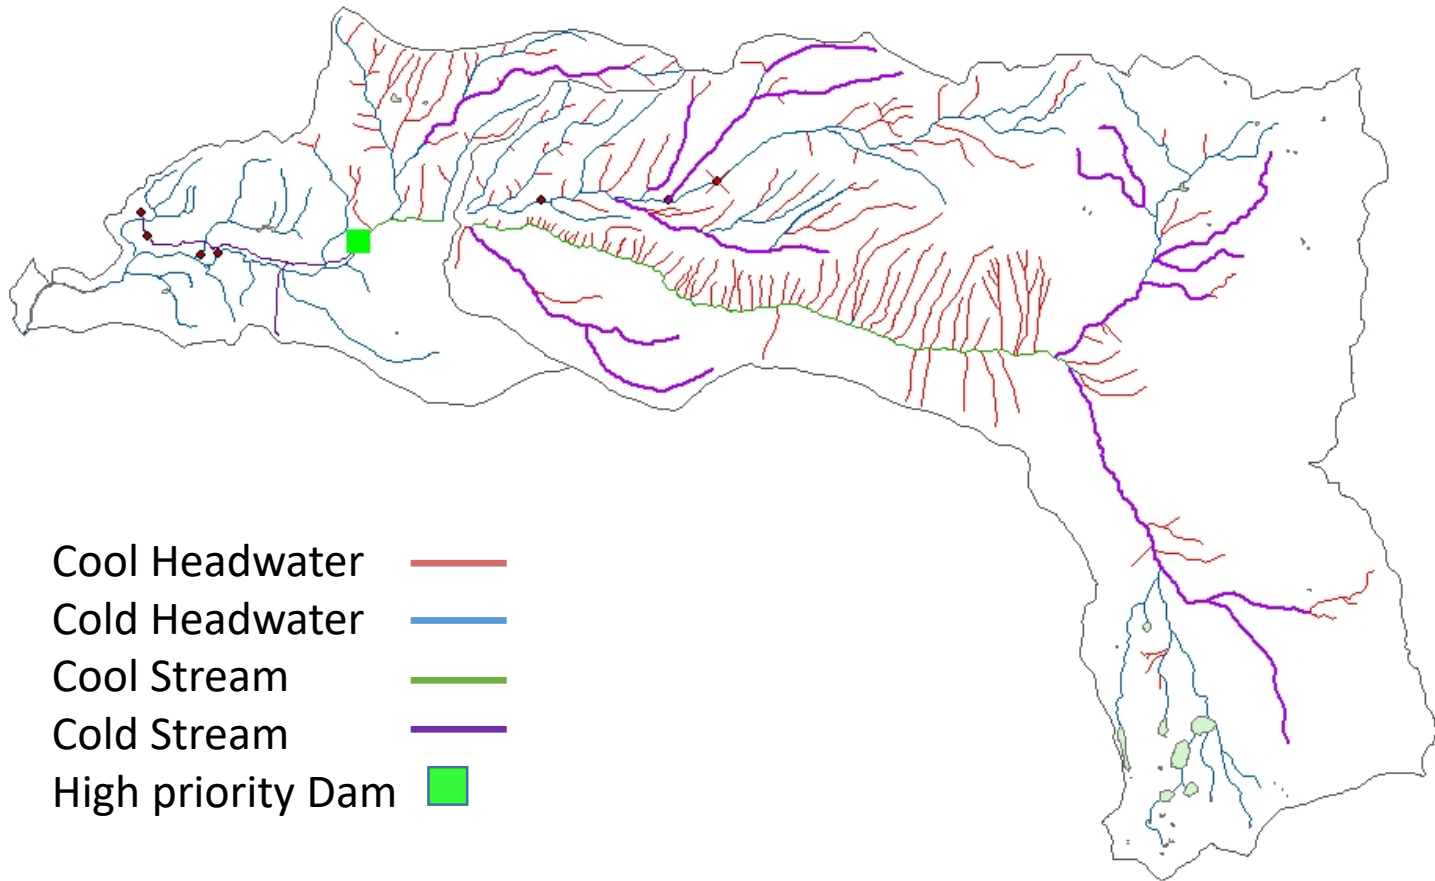 Cool Headwater
Cold Headwater
Cool Stream
Cold Stream
High priority Dam